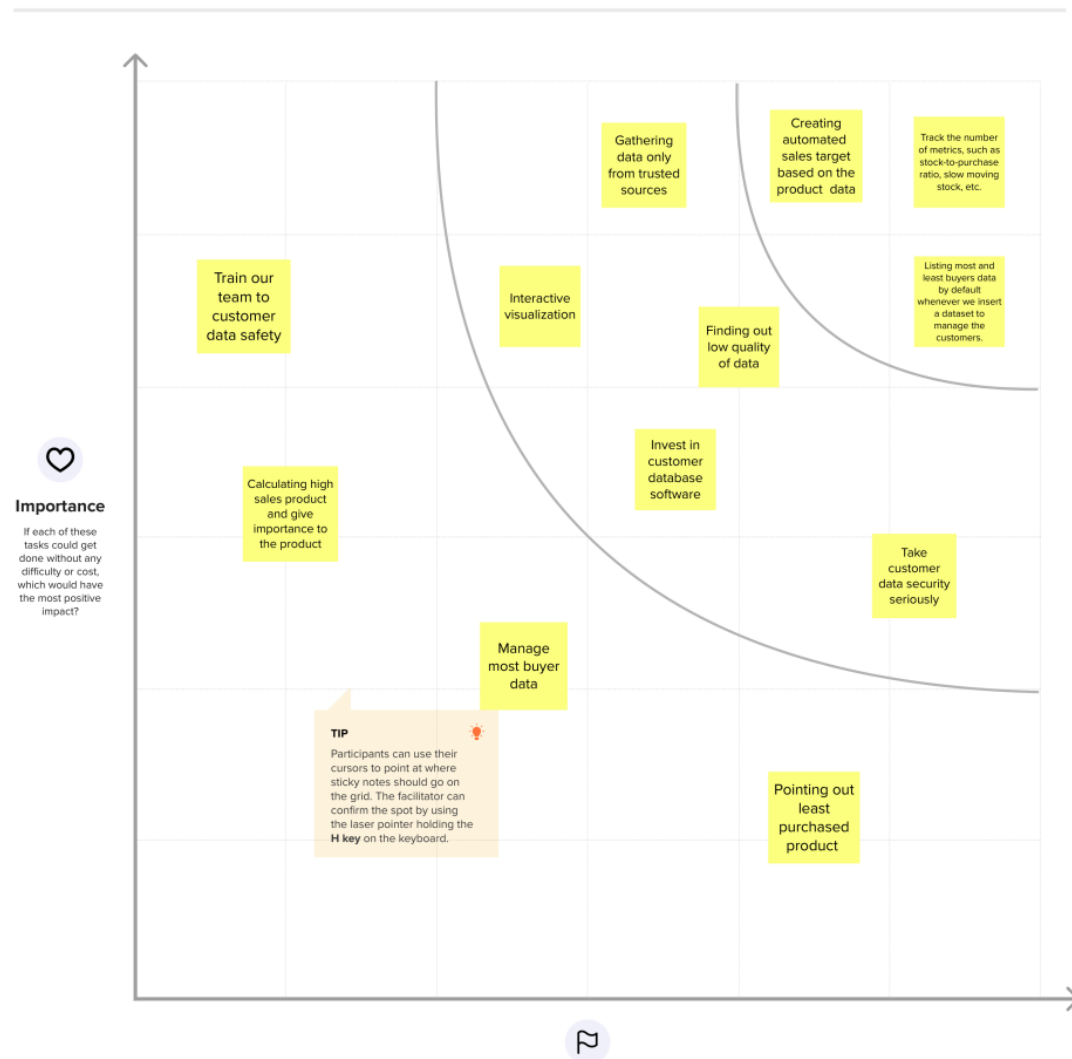 Gathering
data only
from trusted
sources
Creating
automated
sales target
based on the
product data
Track the number
of metrics, such as
stock-to-purchase
ratio, slow moving
stock, etc.
Train our
team to
customer
data safety
Interactive
visualization
Listing most and
least buyers data
by default
whenever we insert
a dataset to
manage the
customers.
Finding out
low quality
of data
Invest in
customer
database
software
Importance
If each of these
tasks could get
done without any
difficulty or cost,
which would have
the most positive
impact?
Calculating high
sales product
and give
importance to
the product
Take
customer
data security
seriously
Manage
most buyer
data
TIP
Participants can use their
cursors to point at where
sticky notes should go on
the grid. The facilitator can
confirm the spot by using
the laser pointer holding the
H key on the keyboard.
Pointing out
least
purchased
product